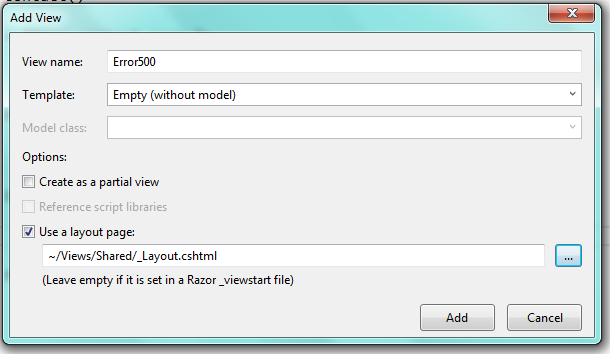 Add View
View name: Error500
Template: Empty (without model)
Model class:
Options:
Create as a partial view
Reference script libraries
Use a layout page:
~/Views/Shared/_Layout.cshtml ...
(Leave empty if it is set in a Razor _viewstart file)
Add Cancel